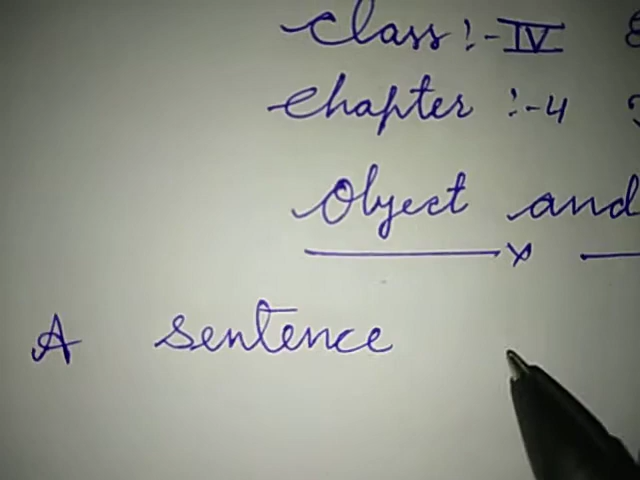 Class :- IV
Chapter :- 4
Object and
A sentence